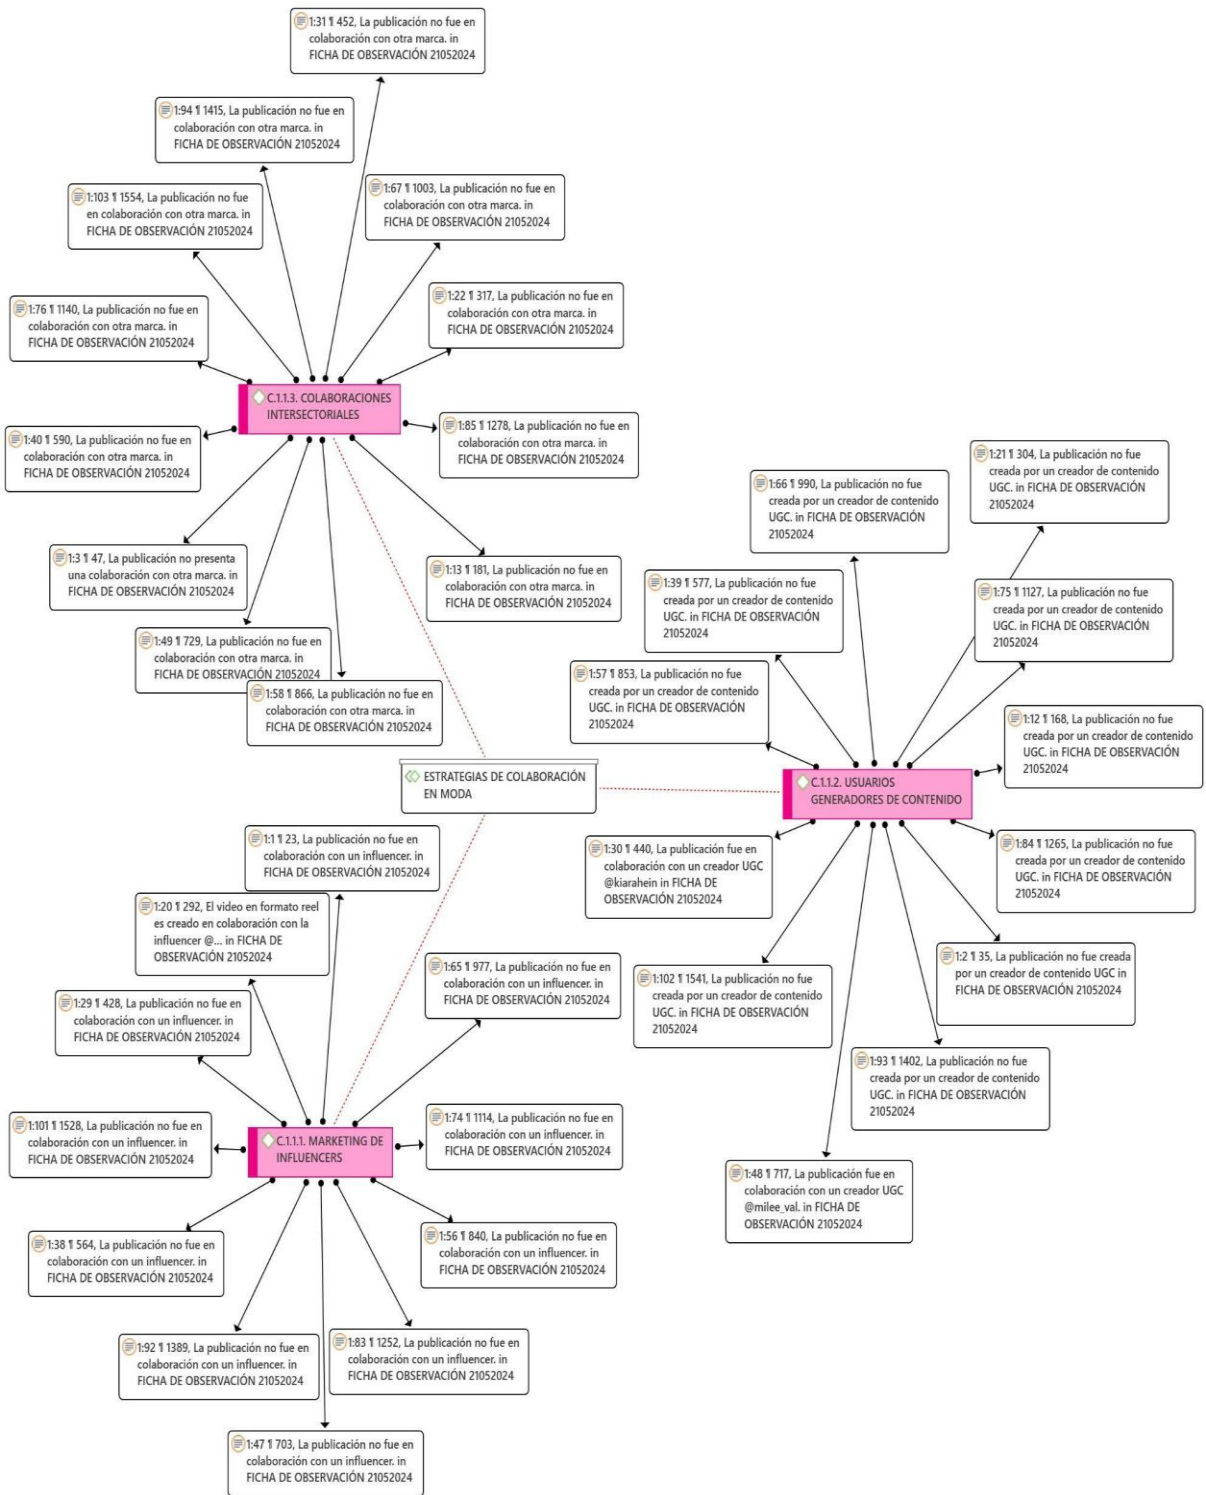 1:31 ¶ 452, La publicación no fue en
colaboración con otra marca. in
FICHA DE OBSERVACIÓN 21052024
1:94 ¶ 1415, La publicación no fue en
colaboración con otra marca. in
FICHA DE OBSERVACIÓN 21052024
1:103 ¶ 1554, La publicación no fue
en colaboración con otra marca. in
FICHA DE OBSERVACIÓN 21052024
1:67 ¶ 1003, La publicación no fue en
colaboración con otra marca. in
FICHA DE OBSERVACIÓN 21052024
1:76 ¶ 1140, La publicación no fue en
colaboración con otra marca. in
FICHA DE OBSERVACIÓN 21052024
1:22 ¶ 317, La publicación no fue en
colaboración con otra marca. in
FICHA DE OBSERVACIÓN 21052024
C.1.1.3. COLABORACIONES
INTERSECTORIALES
1:40 ¶ 590, La publicación no fue en
colaboración con otra marca. in
FICHA DE OBSERVACIÓN 21052024
1:85 ¶ 1278, La publicación no fue en
colaboración con otra marca. in
FICHA DE OBSERVACIÓN 21052024
1:3 ¶ 47, La publicación no presenta
una colaboración con otra marca. in
FICHA DE OBSERVACIÓN 21052024
1:13 ¶ 181, La publicación no fue en
colaboración con otra marca. in
FICHA DE OBSERVACIÓN 21052024
1:49 ¶ 729, La publicación no fue en
colaboración con otra marca. in
FICHA DE OBSERVACIÓN 21052024
1:58 ¶ 866, La publicación no fue en
colaboración con otra marca. in
FICHA DE OBSERVACIÓN 21052024
1:21 ¶ 304, La publicación no fue
creada por un creador de contenido
UGC. in FICHA DE OBSERVACIÓN
21052024
1:66 ¶ 990, La publicación no fue
creada por un creador de contenido
UGC. in FICHA DE OBSERVACIÓN
21052024
1:39 ¶ 577, La publicación no fue
creada por un creador de contenido
UGC. in FICHA DE OBSERVACIÓN
21052024
1:75 ¶ 1127, La publicación no fue
creada por un creador de contenido
UGC. in FICHA DE OBSERVACIÓN
21052024
1:57 ¶ 853, La publicación no fue
creada por un creador de contenido
UGC. in FICHA DE OBSERVACIÓN
21052024
1:12 ¶ 168, La publicación no fue
creada por un creador de contenido
UGC. in FICHA DE OBSERVACIÓN
21052024
ESTRATEGIAS DE COLABORACIÓN
EN MODA
C.1.1.2. USUARIOS
GENERADORES DE CONTENIDO
1:30 ¶ 440, La publicación fue en
colaboración con un creador UGC
@kiarahein in FICHA DE
OBSERVACIÓN 21052024
1:84 ¶ 1265, La publicación no fue
creada por un creador de contenido
UGC. in FICHA DE OBSERVACIÓN
21052024
1:102 ¶ 1541, La publicación no fue
creada por un creador de contenido
UGC. in FICHA DE OBSERVACIÓN
21052024
1:2 ¶ 35, La publicación no fue creada
por un creador de contenido UGC in
FICHA DE OBSERVACIÓN 21052024
1:93 ¶ 1402, La publicación no fue
creada por un creador de contenido
UGC. in FICHA DE OBSERVACIÓN
21052024
1:48 ¶ 717, La publicación fue en
colaboración con un creador UGC
@milee_val. in FICHA DE
OBSERVACIÓN 21052024
1:1 ¶ 23, La publicación no fue en
colaboración con un influencer. in
FICHA DE OBSERVACIÓN 21052024
1:20 ¶ 292, El video en formato reel
es creado en colaboración con la
influencer @... in FICHA DE
OBSERVACIÓN 21052024
1:65 ¶ 977, La publicación no fue en
colaboración con un influencer. in
FICHA DE OBSERVACIÓN 21052024
1:29 ¶ 428, La publicación no fue en
colaboración con un influencer. in
FICHA DE OBSERVACIÓN 21052024
1:101 ¶ 1528, La publicación no fue en
colaboración con un influencer. in
FICHA DE OBSERVACIÓN 21052024
C.1.1.1. MARKETING DE
INFLUENCERS
1:74 ¶ 1114, La publicación no fue en
colaboración con un influencer. in
FICHA DE OBSERVACIÓN 21052024
1:38 ¶ 564, La publicación no fue en
colaboración con un influencer. in
FICHA DE OBSERVACIÓN 21052024
1:56 ¶ 840, La publicación no fue en
colaboración con un influencer. in
FICHA DE OBSERVACIÓN 21052024
1:92 ¶ 1389, La publicación no fue en
colaboración con un influencer. in
FICHA DE OBSERVACIÓN 21052024
1:83 ¶ 1252, La publicación no fue en
colaboración con un influencer. in
FICHA DE OBSERVACIÓN 21052024
1:47 ¶ 703, La publicación no fue en
colaboración con un influencer. in
FICHA DE OBSERVACIÓN 21052024